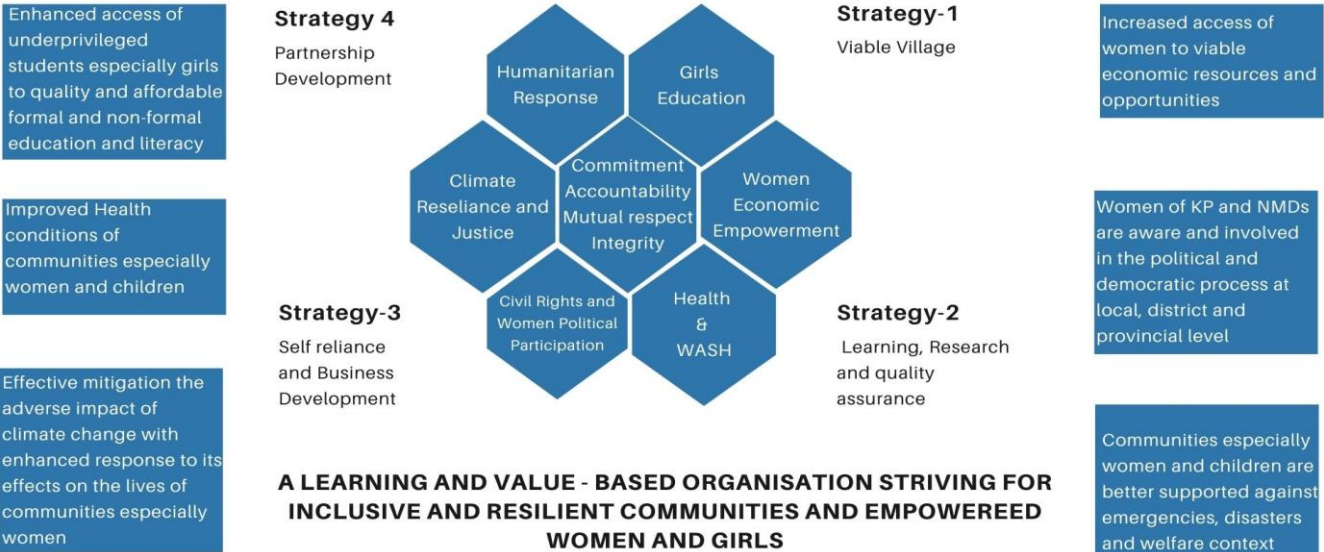 Enhanced access of
underprivileged
students especially girls
to quality and affordable
formal and non-formal
education and literacy
Improved Health
conditions of
communities especially
women and children
Effective mitigation the
adverse impact of
climate change with
enhanced response to its
effects on the lives of
communities especially
women
Strategy 4
Partnership
Development
Strategy-3
Self reliance
and Business
Development
Humanitarian
Response
Girls
Education
Climate
Reseliance and
Justice
Commitment
Accountability
Mutual respect
Integrity
Women
Economic
Empowerment
Civil Rights and
Women Political
Participation
Health
&
WASH
Strategy-1
Viable Village
Strategy-2
Learning, Research
and quality
assurance
Increased access of
women to viable
economic resources and
opportunities
Women of KP and NMDs
are aware and involved
in the political and
democratic process at
local, district and
provincial level
Communities especially
women and children are
better supported against
emergencies, disasters
and welfare context
A LEARNING AND VALUE - BASED ORGANISATION STRIVING FOR
INCLUSIVE AND RESILIENT COMMUNITIES AND EMPOWEREED
WOMEN AND GIRLS